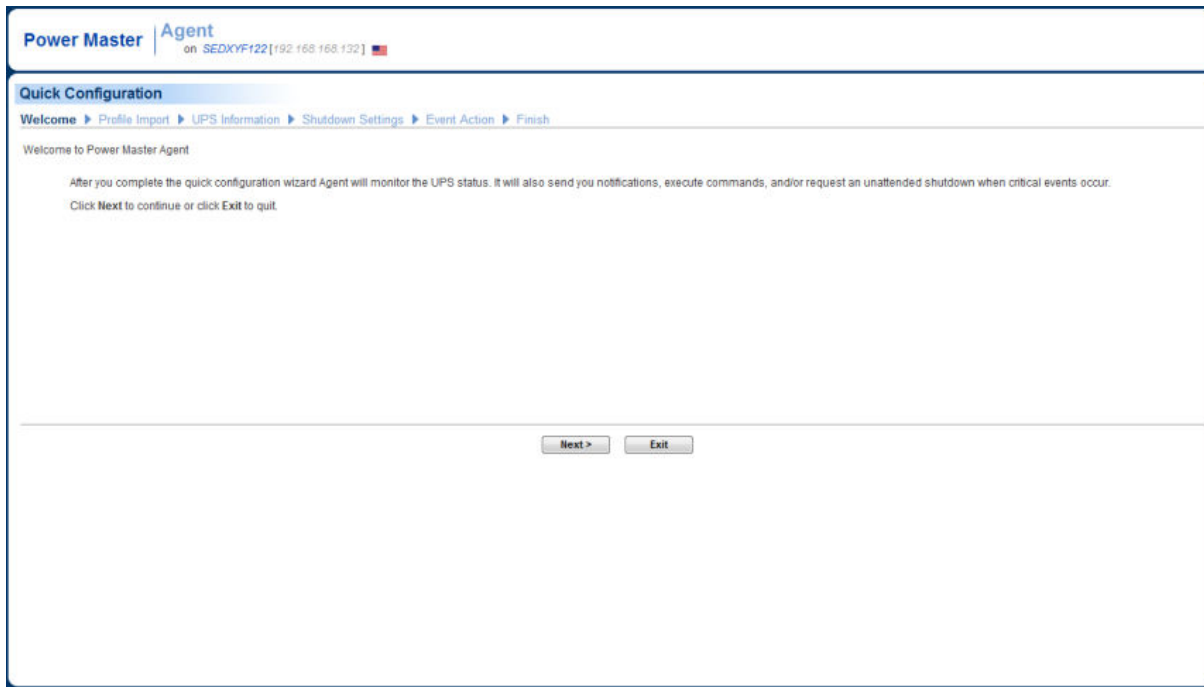 Power Master
Agent
on SEDXYF122[192.168.168.132]
Quick Configuration
Welcome Profile Import UPS Information Shutdown Settings Event Action Finish
Welcome to Power Master Agent
After you complete the quick configuration wizard Agent will monitor the UPS status. It will also send you notifications, execute commands, and/or request an unattended shutdown when critical events occur.
Click Next to continue or click Exit to quit.
Next > Exit